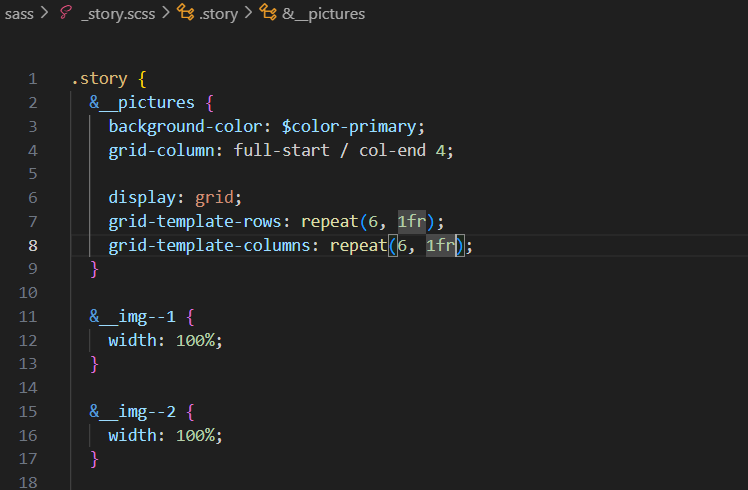 sass > _story.scss > .story > &__pictures
1 .story {
2 &__pictures {
3 background-color: $color-primary;
4 grid-column: full-start / col-end 4;
5
6 display: grid;
7 grid-template-rows: repeat(6, 1fr);
8 grid-template-columns: repeat(6, 1fr);
9 }
10
11 &__img--1 {
12 width: 100%;
13 }
14
15 &__img--2 {
16 width: 100%;
17 }
18